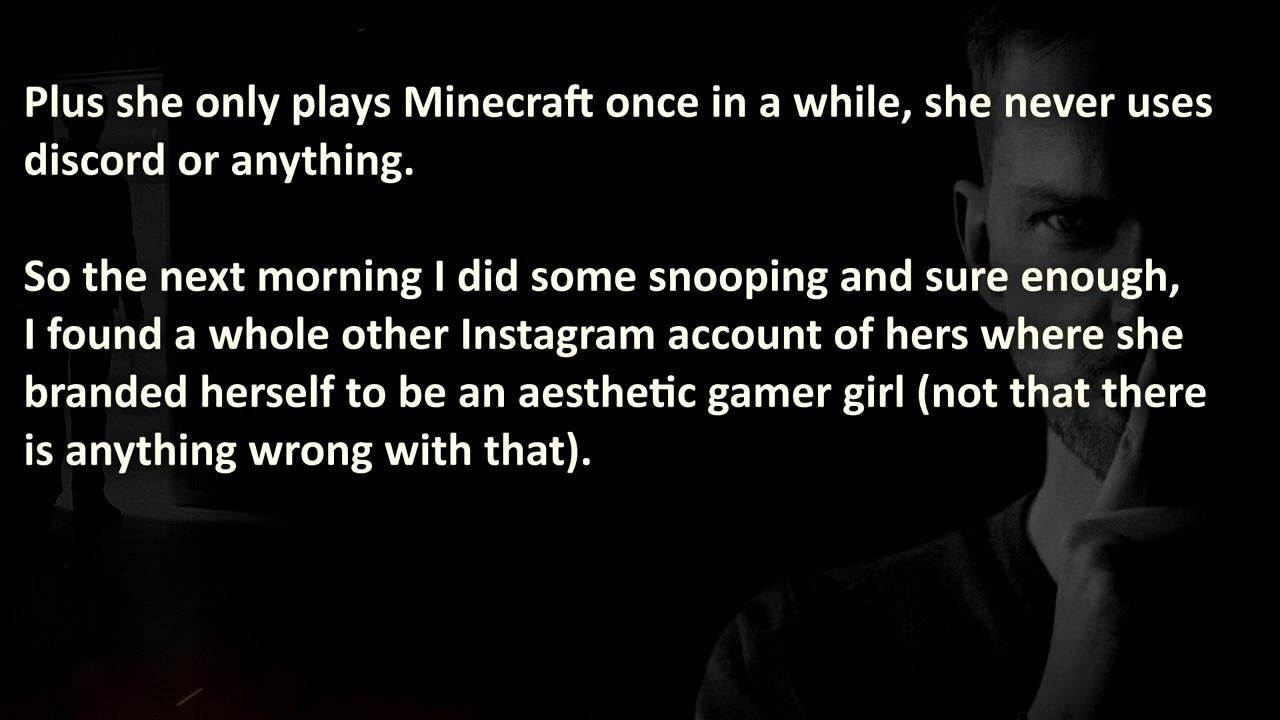 Plus she only plays Minecraft once in a while, she never uses
discord or anything.
So the next morning I did some snooping and sure enough,
I found a whole other Instagram account of hers where she
branded herself to be an aesthetic gamer girl (not that there
is anything wrong with that).